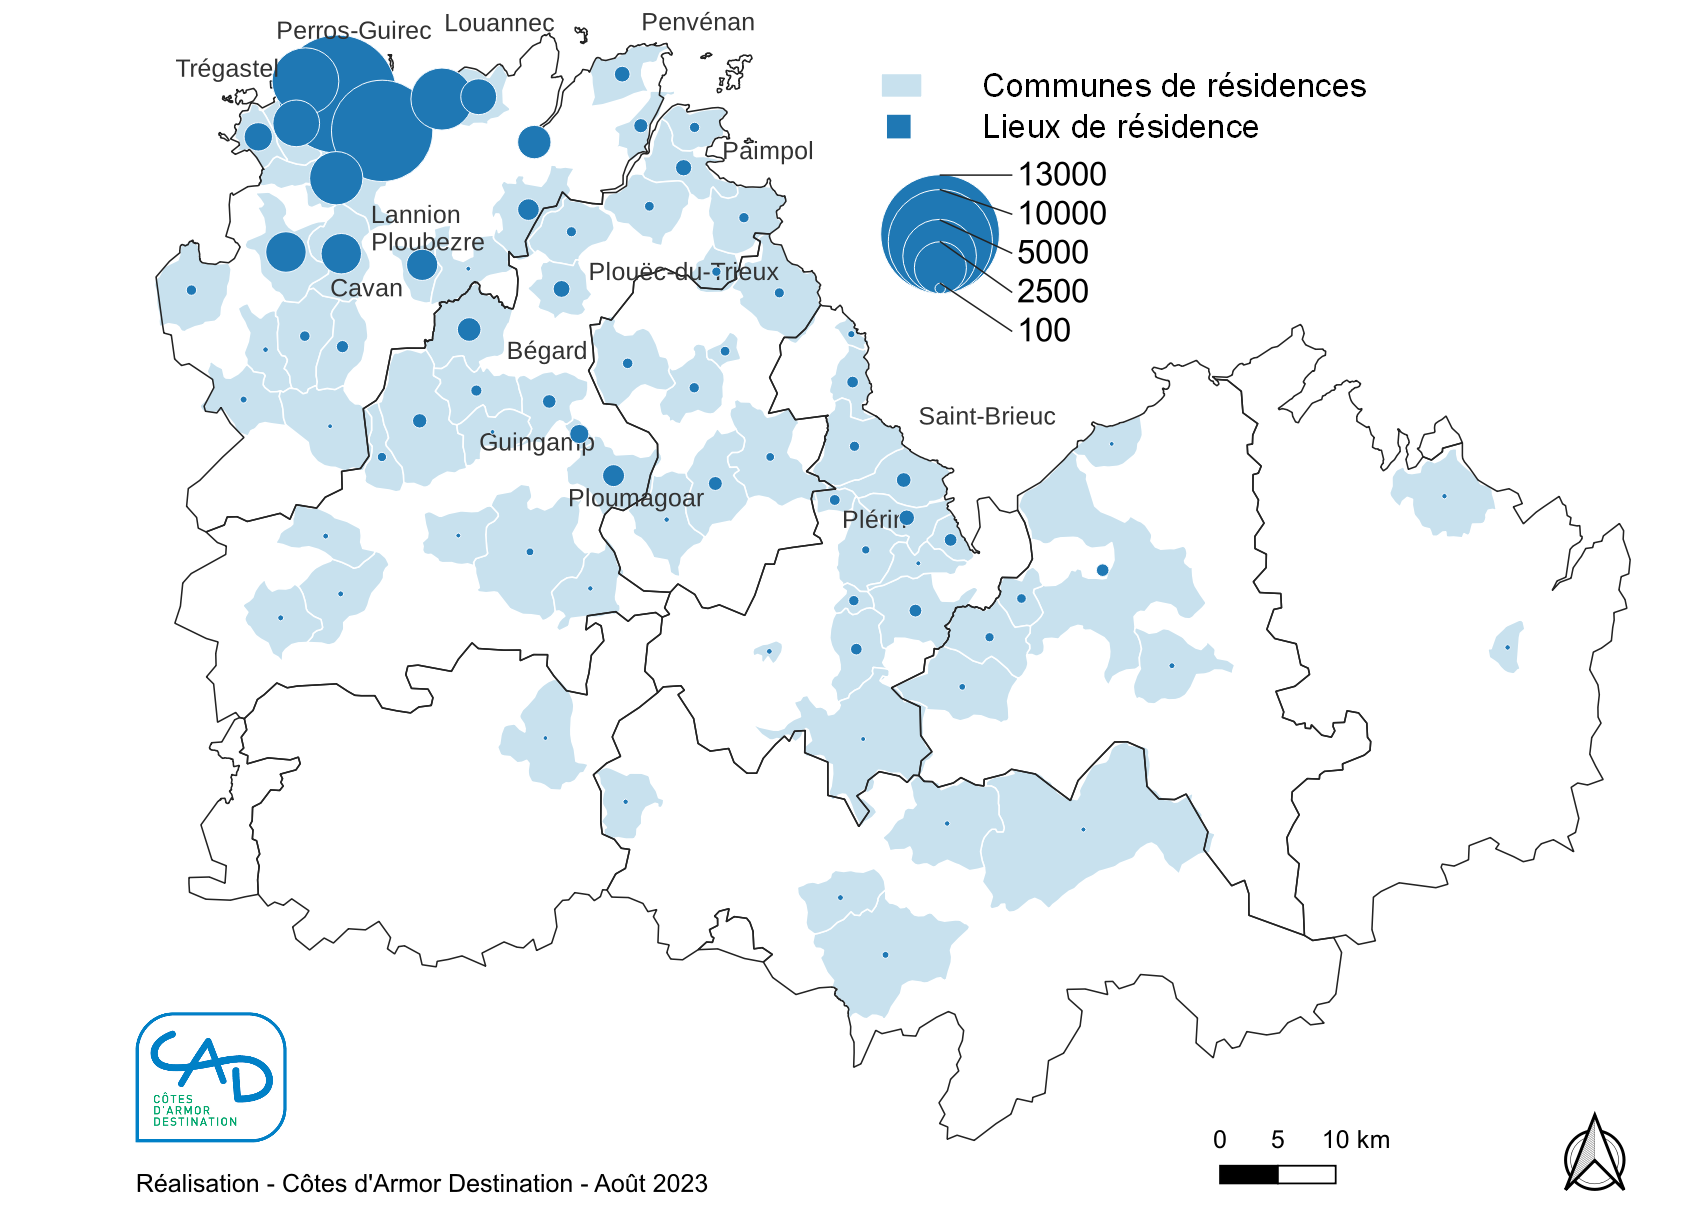 Perros-Guirec
Louannec
Penvénan
Trégastel
Communes de résidences
Lieux de résidence
Paimpol
13000
10000
5000
2500
100
Lannion
Ploubezre
Cavan
Plouëc-du-Trieux
Bégard
Saint-Brieuc
Guingamp
Ploumagoar
Plérin
CAD
CÔTES
D'ARMOR
DESTINATION
0 5 10 km
Réalisation - Côtes d'Armor Destination - Août 2023